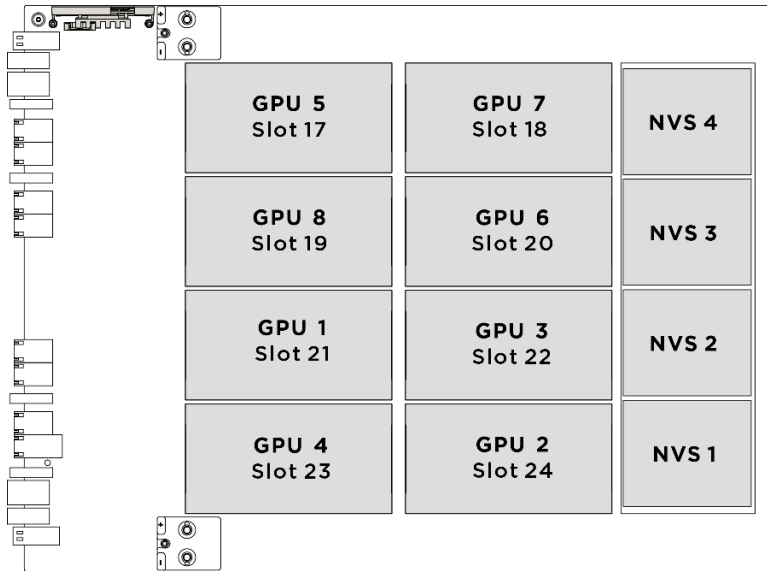 GPU 5
Slot 17
GPU 7
Slot 18
NVS 4
GPU 8
Slot 19
GPU 6
Slot 20
NVS 3
GPU 1
Slot 21
GPU 3
Slot 22
NVS 2
GPU 4
Slot 23
GPU 2
Slot 24
NVS 1